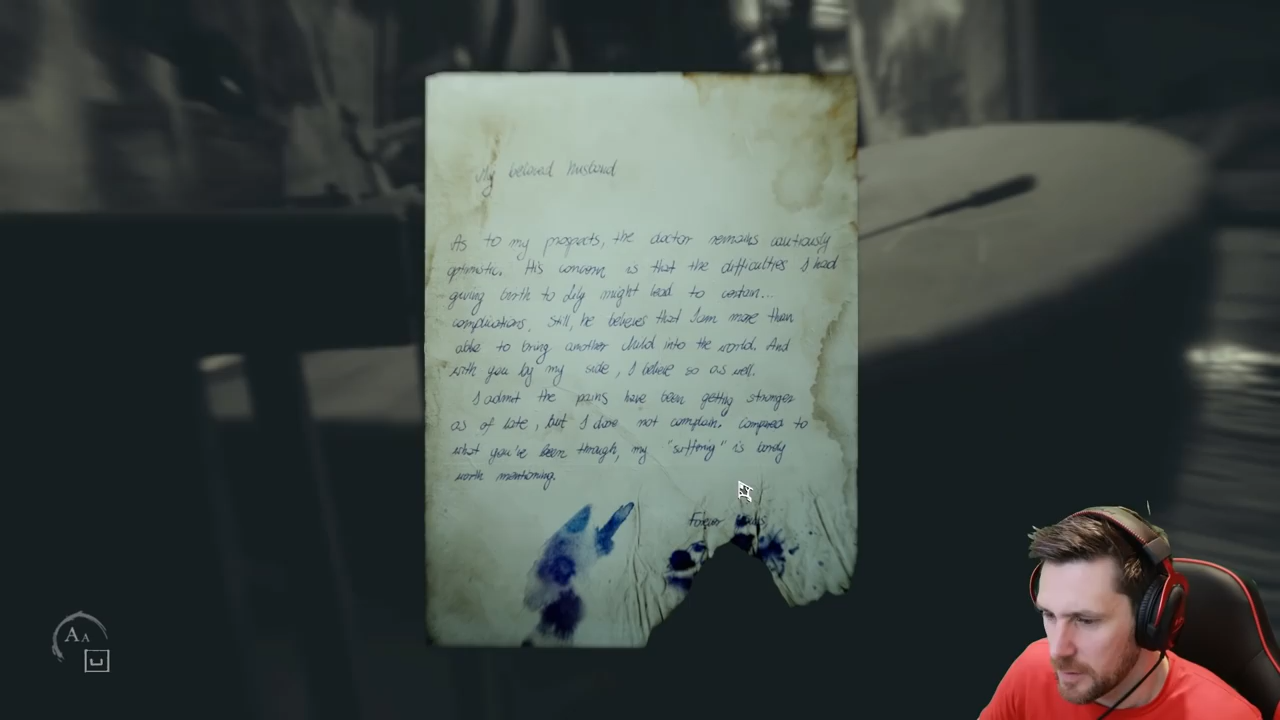 My beloved husband
As to my prospects, the doctor remains cautiously
optimistic. His concern is that the difficulties I had
giving birth to Lily might lead to certain...
complications. Still, he believes that I am more than
able to bring another child into the world. And
with you by my side, I believe so as well.
I admit the pains have been getting stronger
as of late, but I dare not complain. Compared to
what you've been through, my "suffering" is barely
worth mentioning.
Forever yours
AA